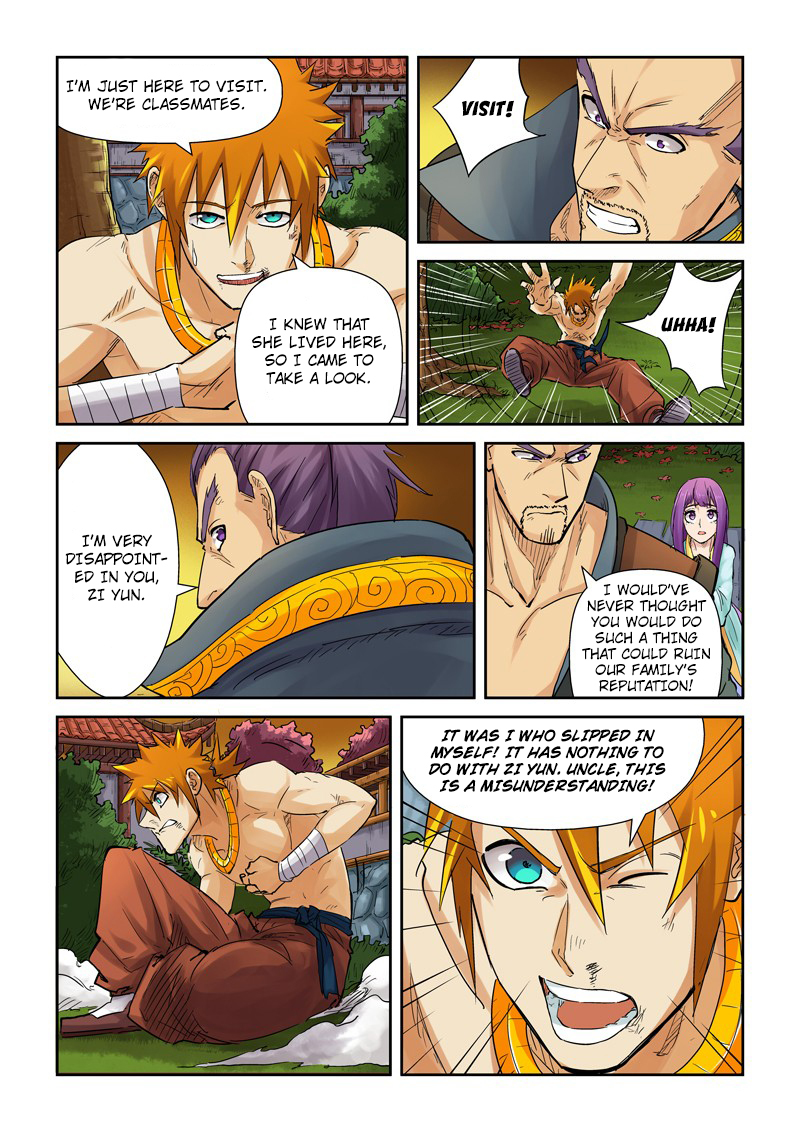 I'M JUST HERE TO VISIT.
WE'RE CLASSMATES.
I KNEW THAT
SHE LIVED HERE,
SO I CAME TO
TAKE A LOOK.
VISIT!
UHHA!
I'M VERY
DISAPPOINT-
ED IN YOU,
ZI YUN.
I WOULD'VE
NEVER THOUGHT
YOU WOULD DO
SUCH A THING
THAT COULD RUIN
OUR FAMILY'S
REPUTATION!
IT WAS I WHO SLIPPED IN
MYSELF! IT HAS NOTHING TO
DO WITH ZI YUN. UNCLE, THIS
IS A MISUNDERSTANDING!